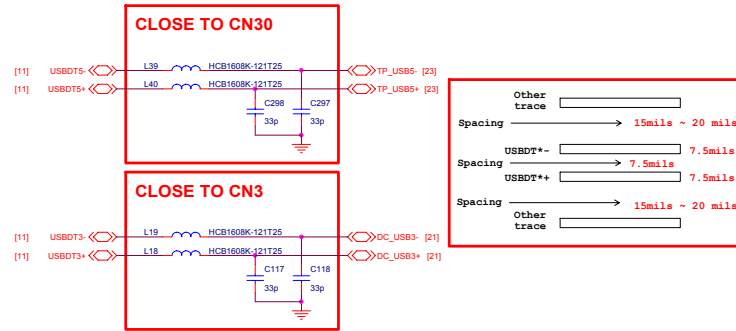 CLOSE TO CN30
[11] USBDT5- L39 HCB1608K-121T25 TP_USB5- [23]
[11] USBDT5+ L40 HCB1608K-121T25 TP_USB5+ [23]
C298 C297
33p 33p
CLOSE TO CN3
[11] USBDT3- L19 HCB1608K-121T25 DC_USB3- [21]
[11] USBDT3+ L18 HCB1608K-121T25 DC_USB3+ [21]
C117 C118
33p 33p
Other
trace
Spacing 15mils ~ 20 mils
USBDT*- 7.5mils
Spacing 7.5mils
USBDT*+ 7.5mils
Spacing 15mils ~ 20 mils
Other
trace